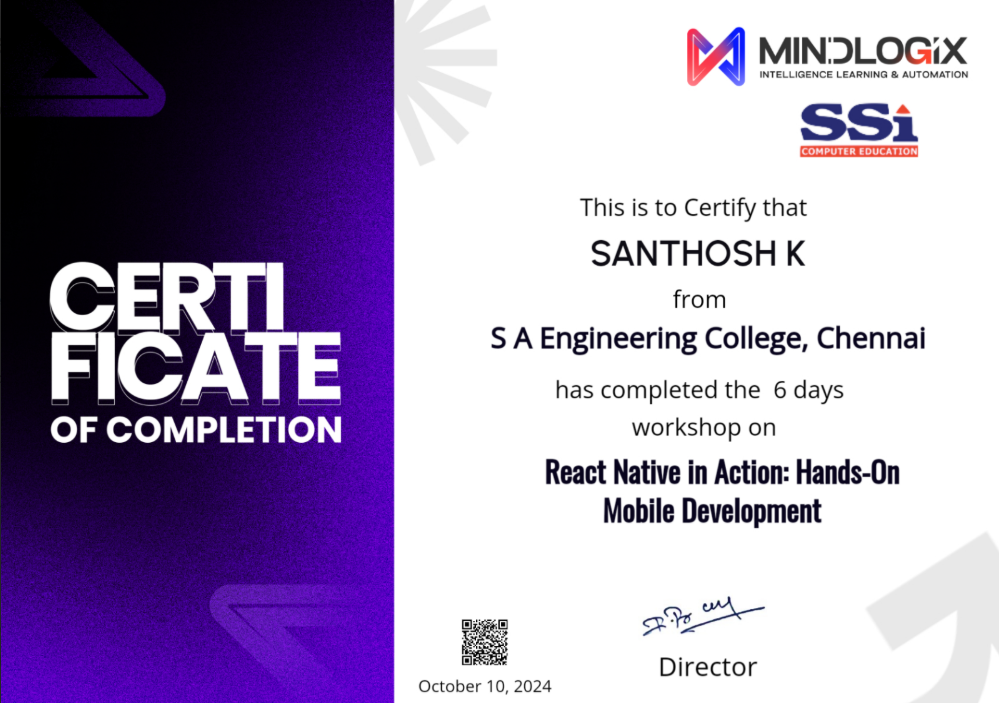 MINDLOGIX
INTELLIGENCE LEARNING & AUTOMATION
SSi
COMPUTER EDUCATION
CERTI
FICATE
OF COMPLETION
This is to Certify that
SANTHOSH K
from
S A Engineering College, Chennai
has completed the 6 days
workshop on
React Native in Action: Hands-On
Mobile Development
Director
October 10, 2024